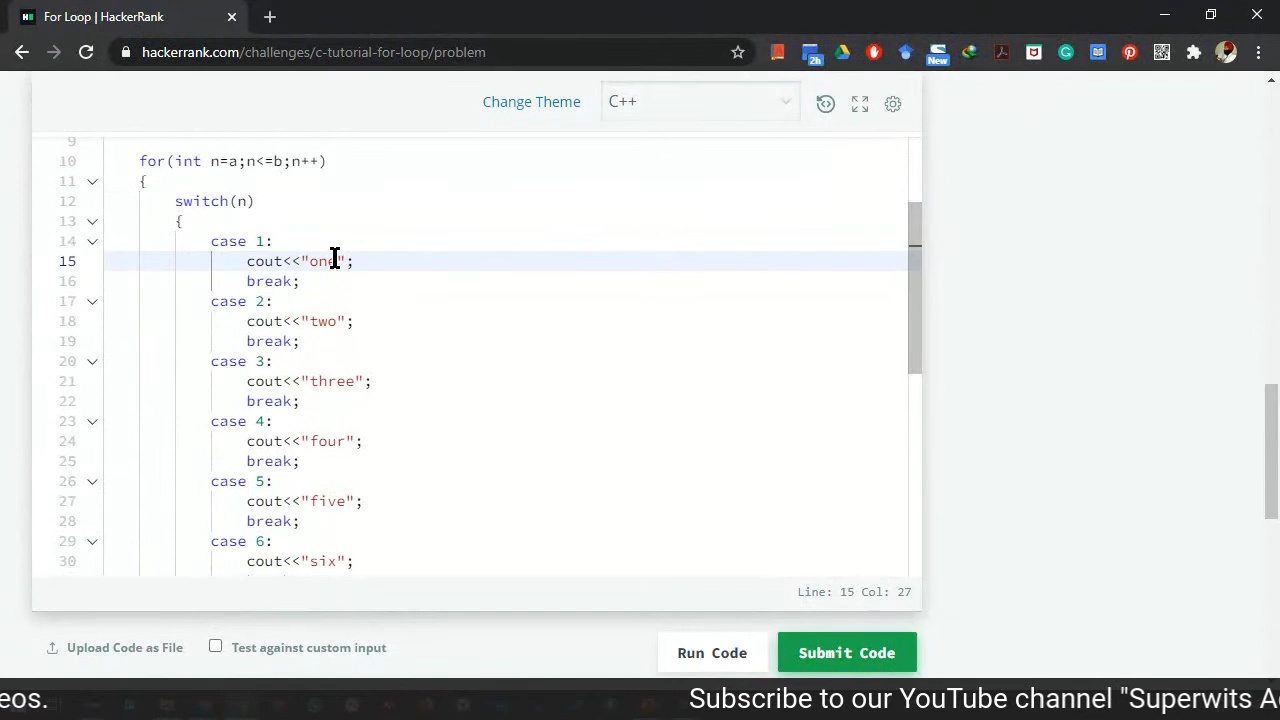 For Loop | HackerRank
hackerrank.com/challenges/c-tutorial-for-loop/problem
2h
New
Change Theme
C++
9
10 for(int n=a;n<=b;n++)
11 {
12 switch(n)
13 {
14 case 1:
15 cout<<"one";
16 break;
17 case 2:
18 cout<<"two";
19 break;
20 case 3:
21 cout<<"three";
22 break;
23 case 4:
24 cout<<"four";
25 break;
26 case 5:
27 cout<<"five";
28 break;
29 case 6:
30 cout<<"six";
Line: 15 Col: 27
Upload Code as File
Test against custom input
Run Code
Submit Code
eos.
Subscribe to our YouTube channel "Superwits A